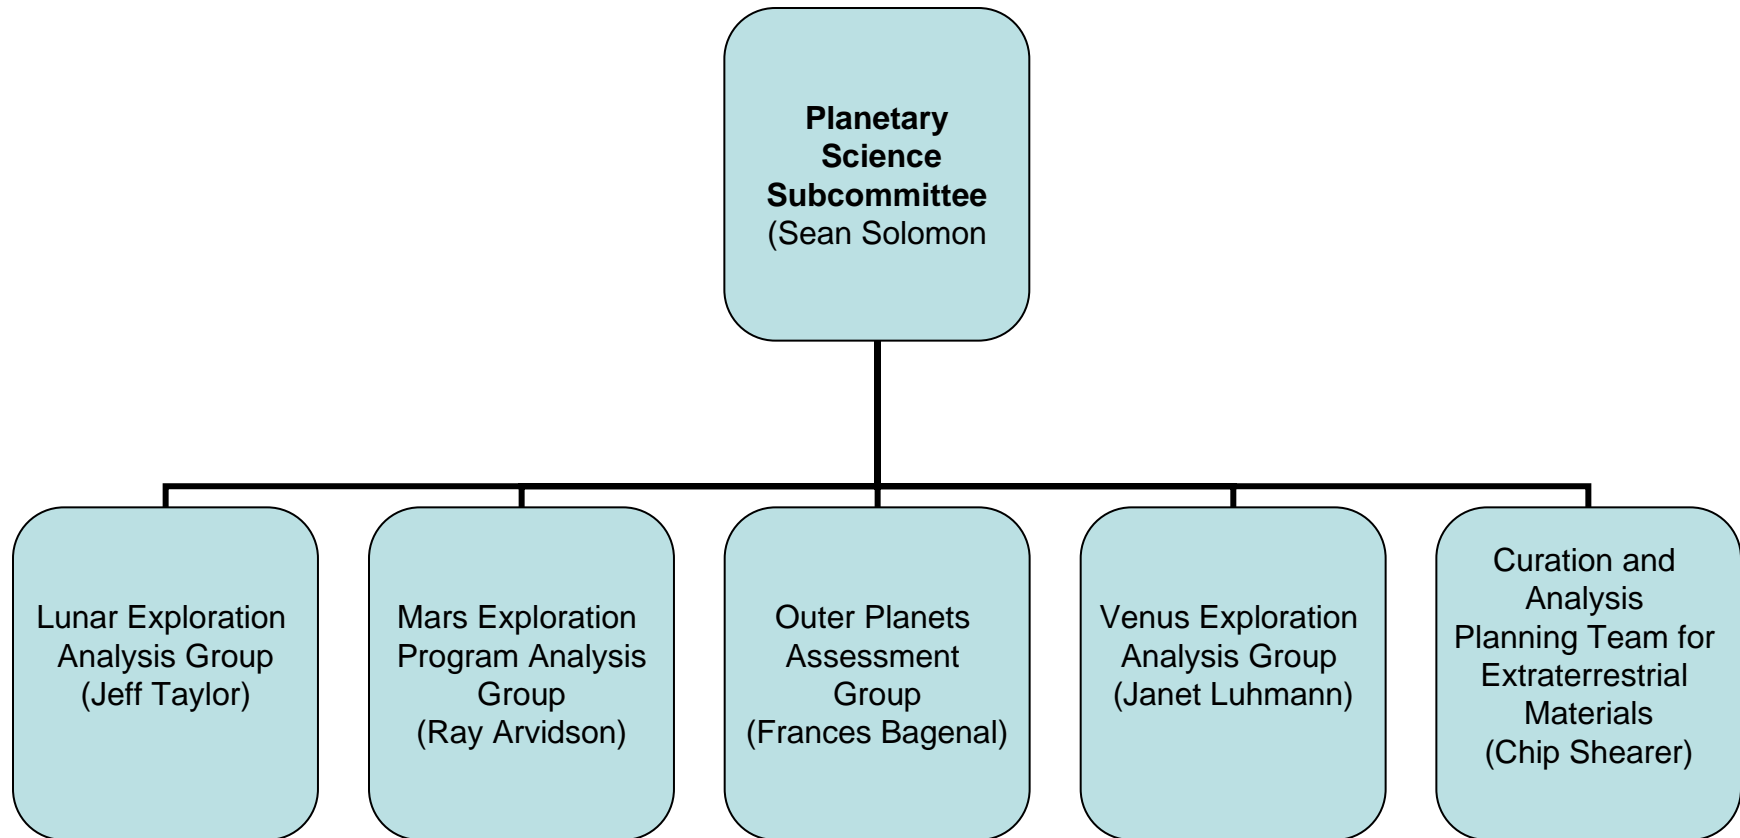 Planetary
Science
Subcommittee
(Sean Solomon
Lunar Exploration
Analysis Group
(Jeff Taylor)
Mars Exploration
Program Analysis
Group
(Ray Arvidson)
Outer Planets
Assessment
Group
(Frances Bagenal)
Venus Exploration
Analysis Group
(Janet Luhmann)
Curation and
Analysis
Planning Team for
Extraterrestrial
Materials
(Chip Shearer)